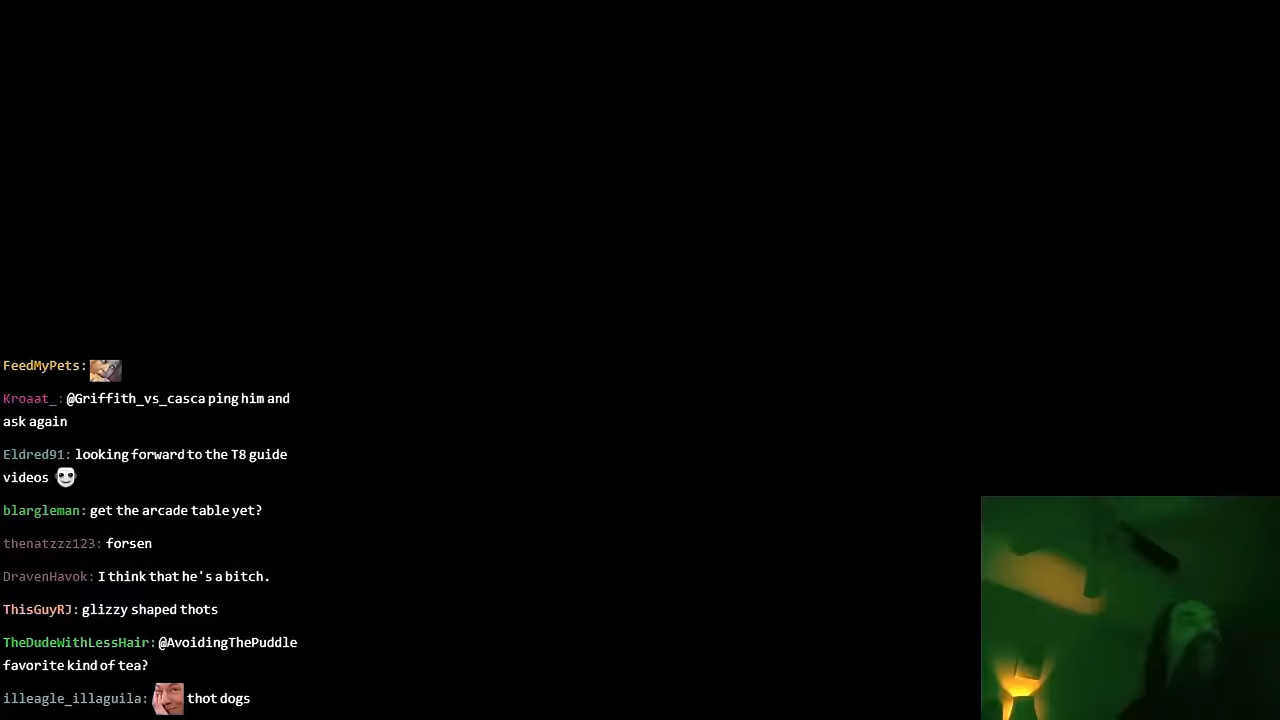 FeedMyPets:
Kroaat_: @Griffith_vs_casca ping him and
ask again
Eldred91: looking forward to the T8 guide
videos
blargleman: get the arcade table yet?
thenatzzz123: forsen
DravenHavok: I think that he's a bitch.
ThisGuyRJ: glizzy shaped thots
TheDudeWithLessHair: @AvoidingThePuddle
favorite kind of tea?
illeagle_illaguila: thot dogs